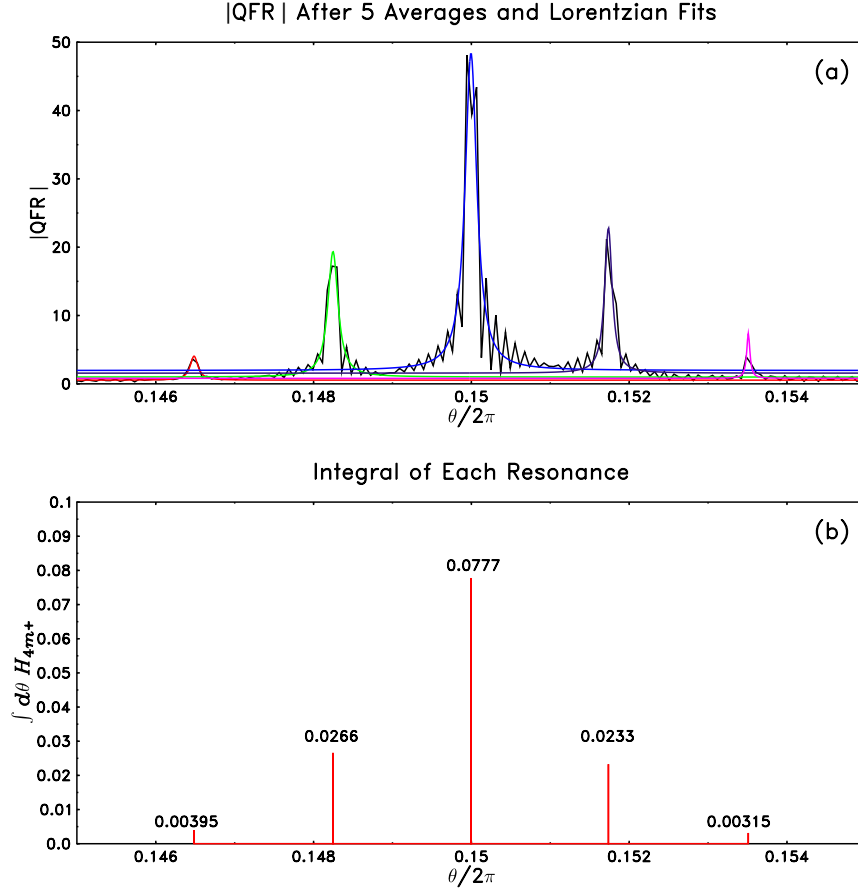 |QFR| After 5 Averages and Lorentzian Fits
(a)
50
40
30
20
10
0
|QFR|
0.146 0.148 0.15 0.152 0.154
θ/2π
Integral of Each Resonance
(b)
0.1
0.09
0.08
0.07
0.06
0.05
0.04
0.03
0.02
0.01
0.0
∫ dθ H4m+
0.0777
0.0266
0.0233
0.00395
0.00315
0.146 0.148 0.15 0.152 0.154
θ/2π